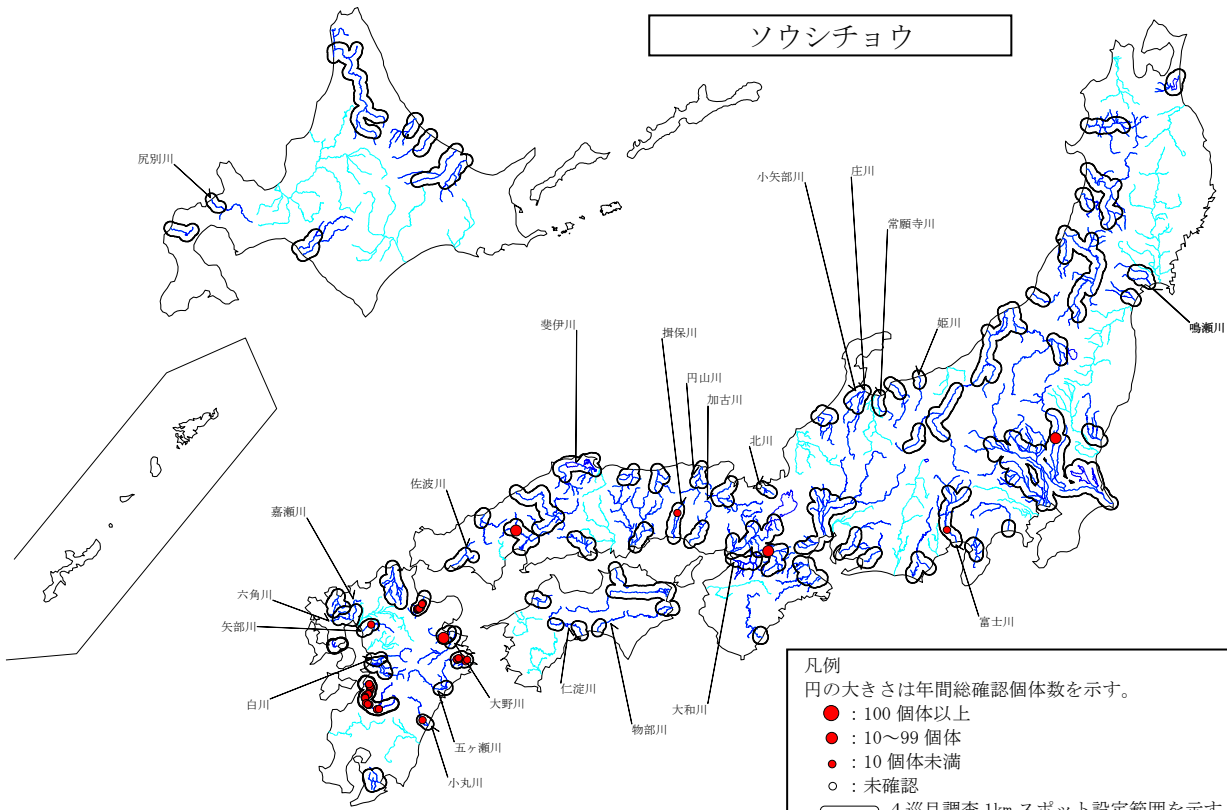 ソウシチョウ
尻別川
小矢部川
庄川
常願寺川
鳴瀬川
姫川
斐伊川
揖保川
円山川
加古川
北川
佐波川
嘉瀬川
六角川
矢部川
白川
大野川
五ヶ瀬川
小丸川
仁淀川
物部川
大和川
富士川
凡例
円の大きさは年間総確認個体数を示す。
：100 個体以上
：10～99 個体
：10 個体未満
：未確認
4 巡目調査 1km スポット設定範囲を示す